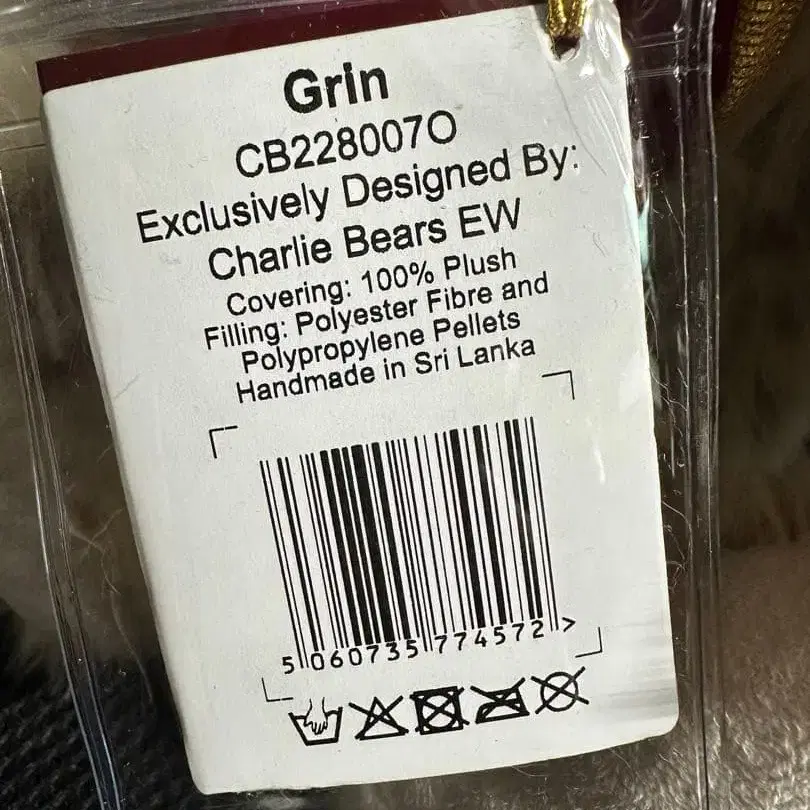 Grin
CB228007O
Exclusively Designed By:
Charlie Bears EW
Covering: 100% Plush
Filling: Polyester Fibre and
Polypropylene Pellets
Handmade in Sri Lanka
5 060735 774572 >